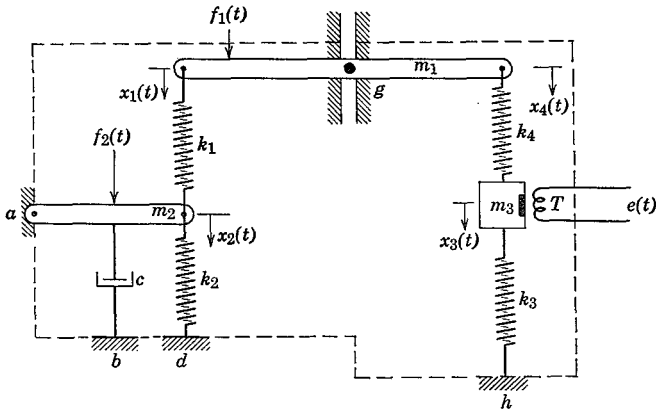 f₁(t)
m₁
x₁(t)
g
x₄(t)
k₄
k₁
f₂(t)
a
m₂
m₃
T
e(t)
x₂(t)
x₃(t)
c
k₂
k₃
b
d
h